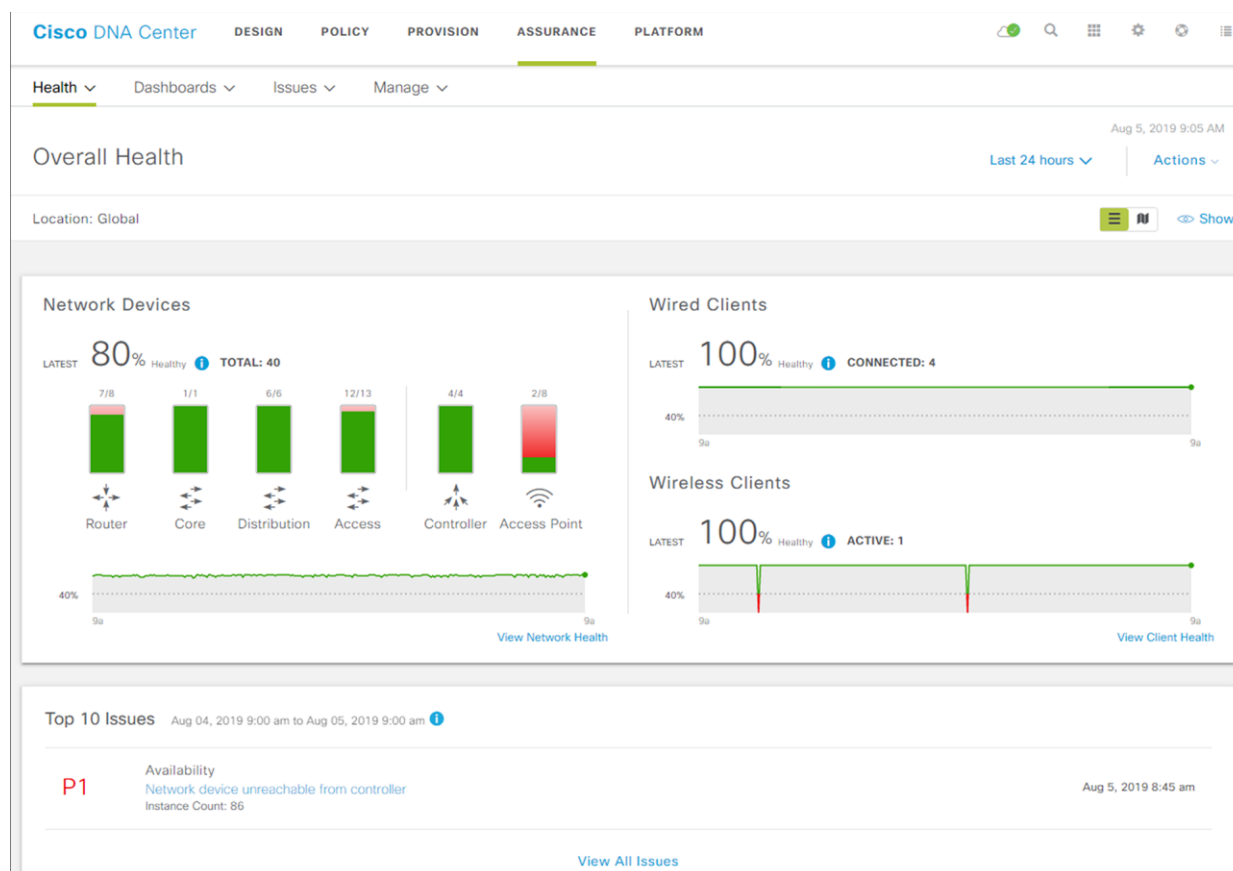 Cisco DNA Center DESIGN POLICY PROVISION ASSURANCE PLATFORM
Health Dashboards Issues Manage
Aug 5, 2019 9:05 AM
Overall Health
Last 24 hours Actions
Location: Global
Show
Network Devices
LATEST 80% Healthy TOTAL: 40
7/8 1/1 6/6 12/13 4/4 2/8
Router Core Distribution Access Controller Access Point
40%
9a 9a
View Network Health
Wired Clients
LATEST 100% Healthy CONNECTED: 4
40%
9a 9a
Wireless Clients
LATEST 100% Healthy ACTIVE: 1
40%
9a 9a
View Client Health
Top 10 Issues Aug 04, 2019 9:00 am to Aug 05, 2019 9:00 am
P1
Availability
Network device unreachable from controller
Instance Count: 86
Aug 5, 2019 8:45 am
View All Issues